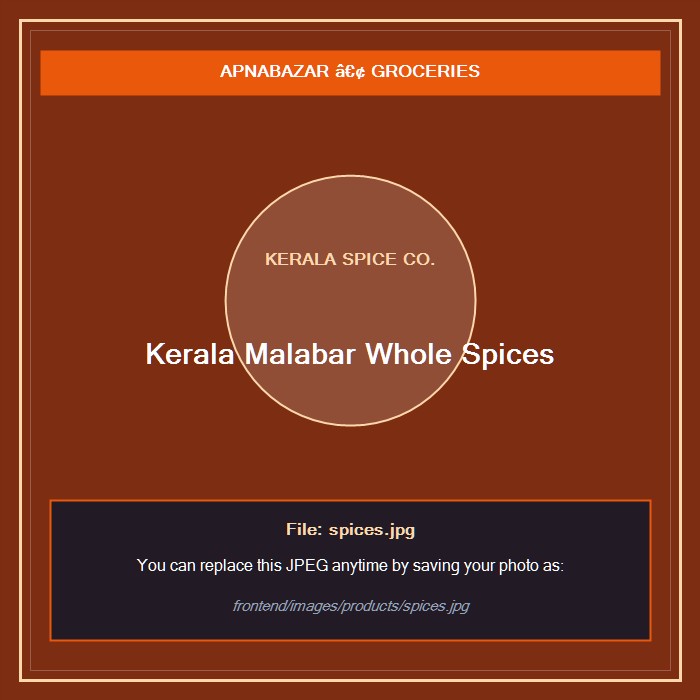 APNABAZAR â€¢ GROCERIES
KERALA SPICE CO.
Kerala Malabar Whole Spices
File: spices.jpg
You can replace this JPEG anytime by saving your photo as:
frontend/images/products/spices.jpg